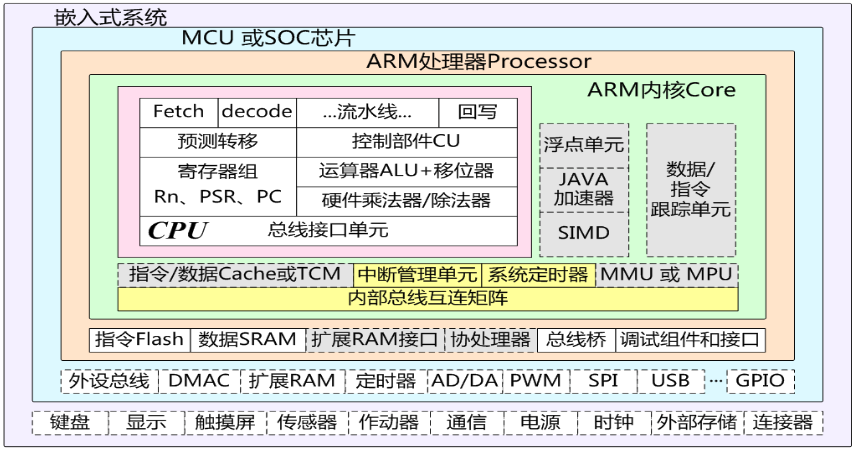 嵌入式系统
MCU 或SOC芯片
ARM处理器Processor
ARM内核Core
Fetch decode ...流水线... 回写
预测转移 控制部件CU
寄存器组
Rn、PSR、PC
运算器ALU+移位器
硬件乘法器/除法器
CPU 总线接口单元
浮点单元
JAVA
加速器
SIMD
数据/
指令
跟踪单元
指令/数据Cache或TCM 中断管理单元 系统定时器 MMU 或 MPU
内部总线互连矩阵
指令Flash 数据SRAM 扩展RAM接口 协处理器 总线桥 调试组件和接口
外设总线 DMAC 扩展RAM 定时器 AD/DA PWM SPI USB ... GPIO
键盘 显示 触摸屏 传感器 作动器 通信 电源 时钟 外部存储 连接器